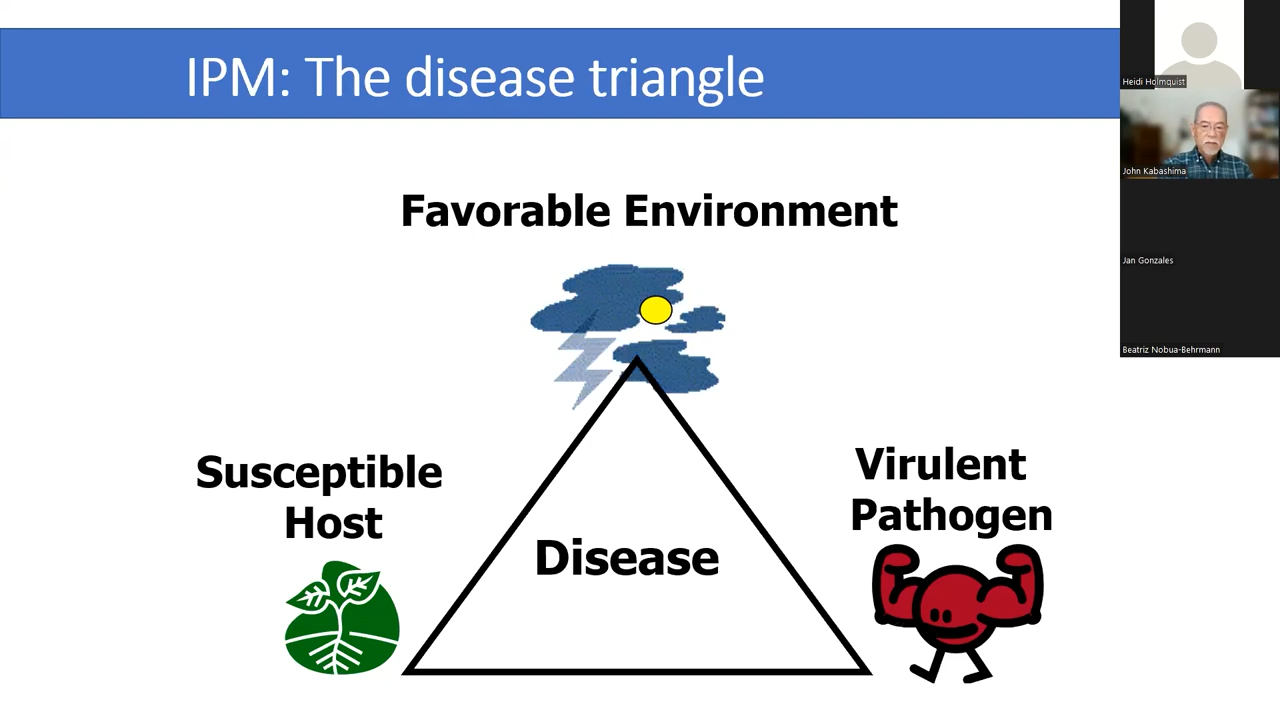 IPM: The disease triangle
Favorable Environment
Susceptible
Host
Virulent
Pathogen
Disease
Heidi Holmquist
John Kabashima
Jan Gonzales
Beatriz Nobua-Behrmann